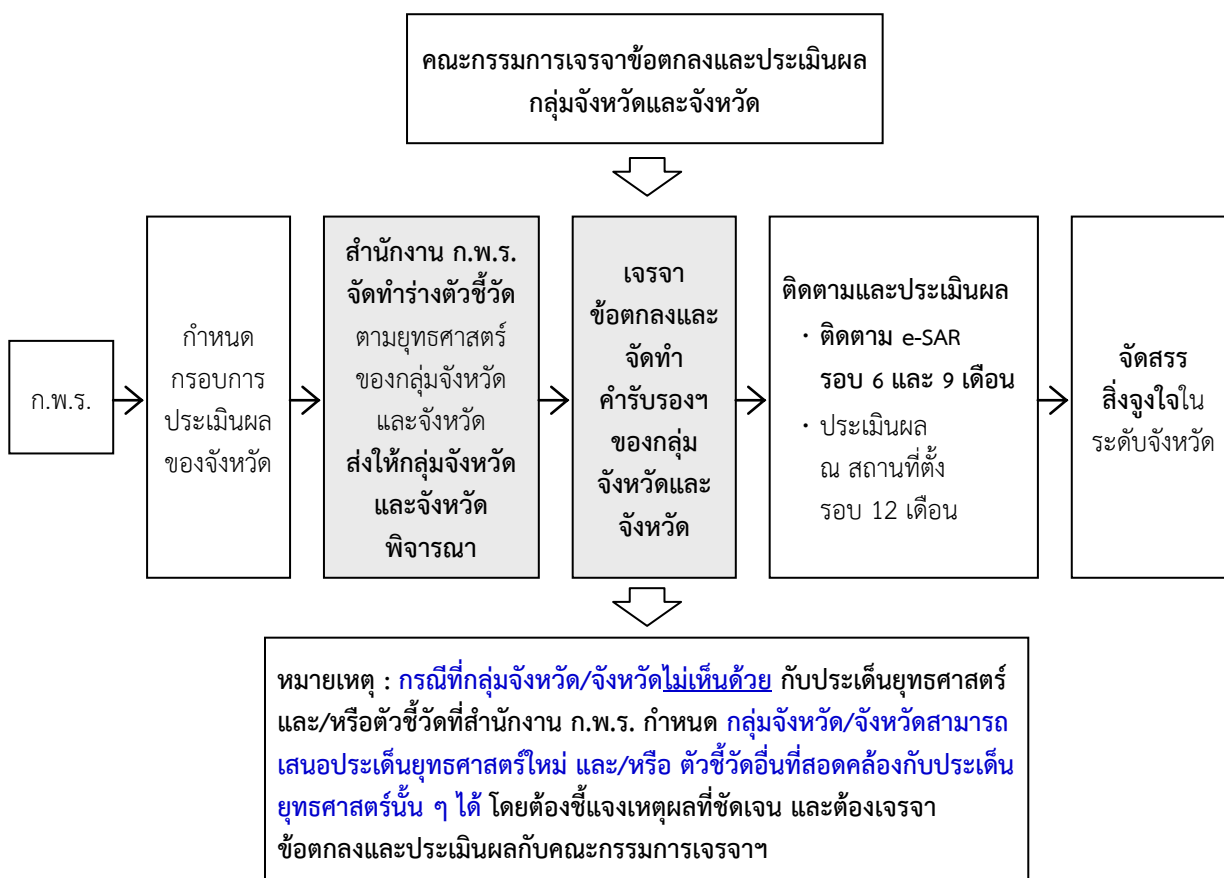 คณะกรรมการเจรจาข้อตกลงและประเมินผล
กลุ่มจังหวัดและจังหวัด
ก.พ.ร.
กำหนด
กรอบการ
ประเมินผล
ของจังหวัด
สำนักงาน ก.พ.ร.
จัดทำร่างตัวชี้วัด
ตามยุทธศาสตร์
ของกลุ่มจังหวัด
และจังหวัด
ส่งให้กลุ่มจังหวัด
และจังหวัด
พิจารณา
เจรจา
ข้อตกลงและ
จัดทำ
คำรับรองฯ
ของกลุ่ม
จังหวัดและ
จังหวัด
ติดตามและประเมินผล
· ติดตาม e-SAR
รอบ 6 และ 9 เดือน
· ประเมินผล
ณ สถานที่ตั้ง
รอบ 12 เดือน
จัดสรร
สิ่งจูงใจใน
ระดับจังหวัด
หมายเหตุ : กรณีที่กลุ่มจังหวัด/จังหวัดไม่เห็นด้วย กับประเด็นยุทธศาสตร์
และ/หรือตัวชี้วัดที่สำนักงาน ก.พ.ร. กำหนด กลุ่มจังหวัด/จังหวัดสามารถ
เสนอประเด็นยุทธศาสตร์ใหม่ และ/หรือ ตัวชี้วัดอื่นที่สอดคล้องกับประเด็น
ยุทธศาสตร์นั้น ๆ ได้ โดยต้องชี้แจงเหตุผลที่ชัดเจน และต้องเจรจา
ข้อตกลงและประเมินผลกับคณะกรรมการเจรจาฯ